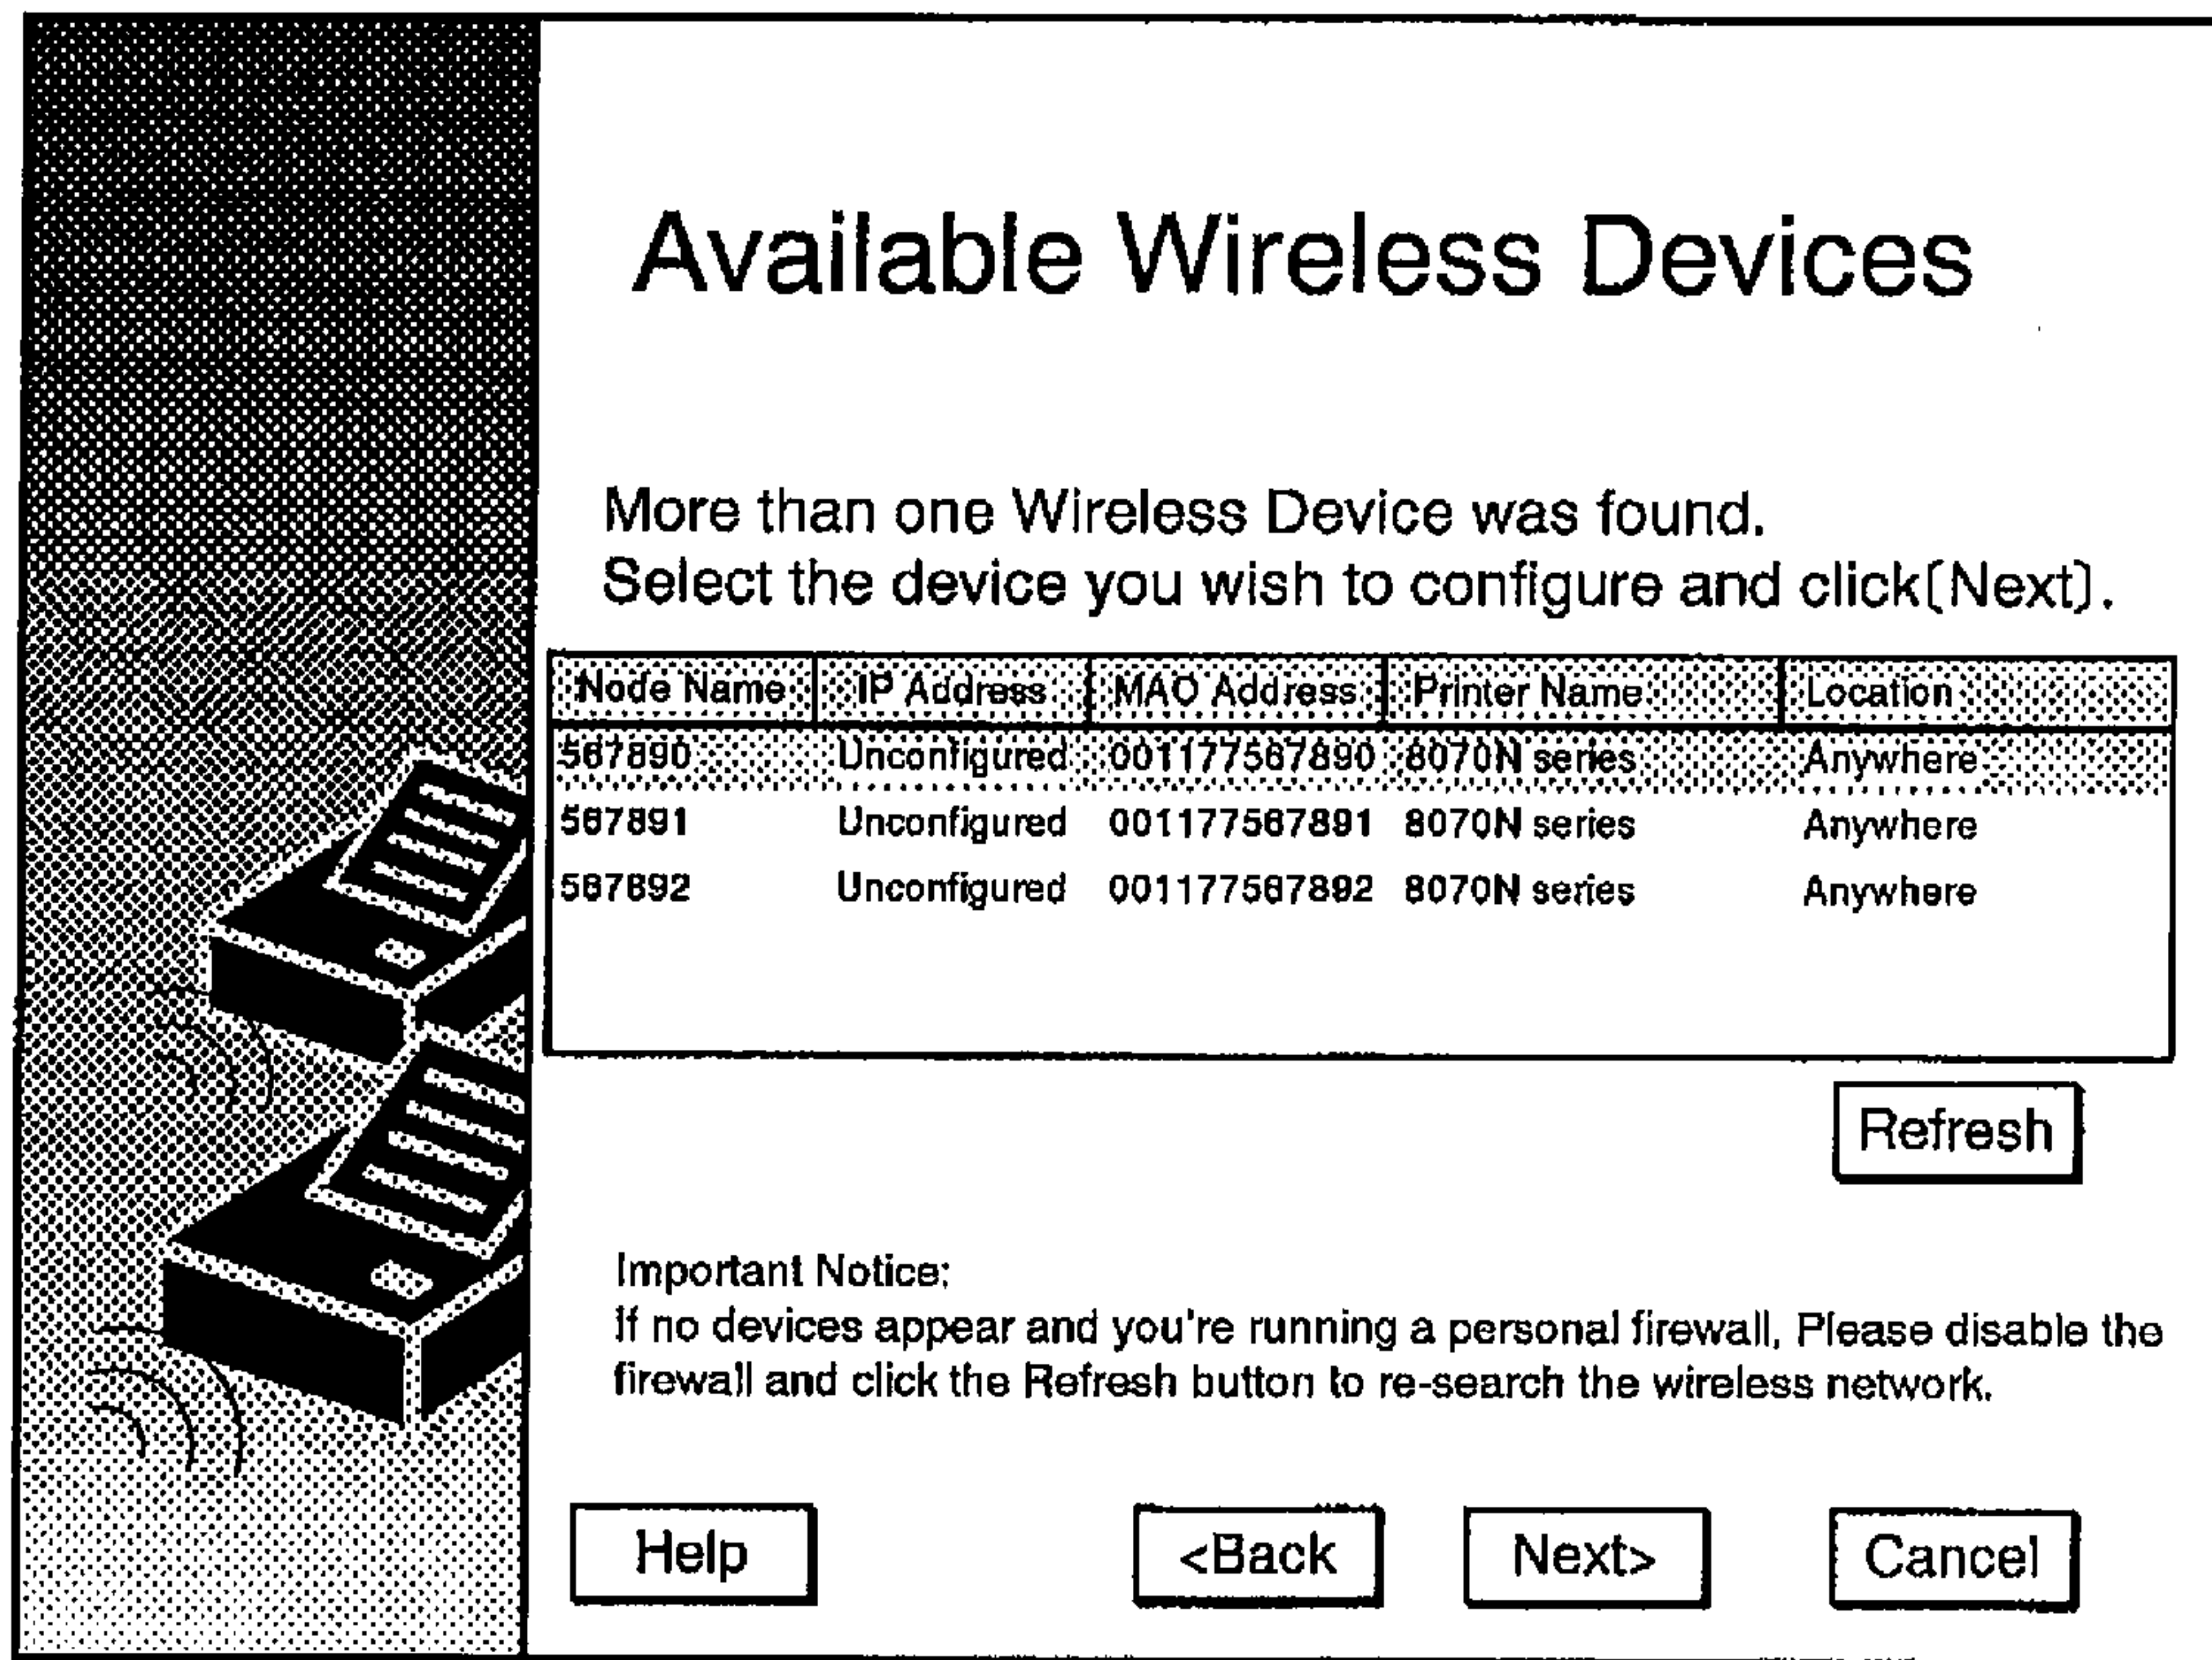 Available Wireless Devices
More than one Wireless Device was found.
Select the device you wish to configure and click[Next].
Node Name IP Address MAO Address Printer Name Location
567890 Unconfigured 001177567890 8070N series Anywhere
567891 Unconfigured 001177567891 8070N series Anywhere
567892 Unconfigured 001177567892 8070N series Anywhere
Refresh
Important Notice;
If no devices appear and you're running a personal firewall, Please disable the
firewall and click the Refresh button to re-search the wireless network.
Help <Back Next> Cancel